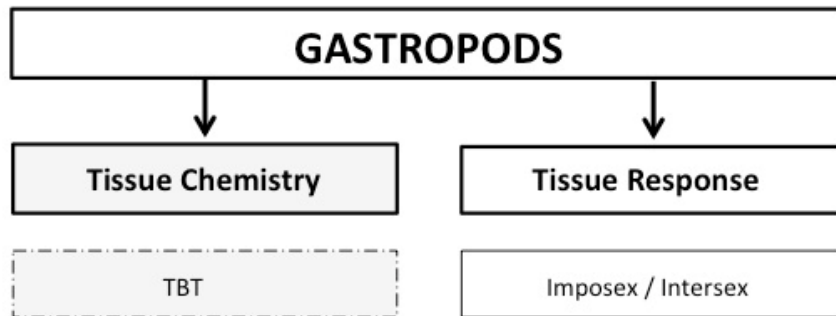 GASTROPODS
Tissue Chemistry
Tissue Response
TBT
Imposex / Intersex